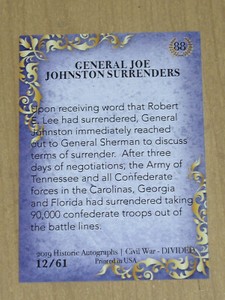 88
GENERAL JOE
JOHNSTON SURRENDERS
Upon receiving word that Robert
E. Lee had surrendered, General
Johnston immediately reached
out to General Sherman to discuss
terms of surrender. After three
days of negotiations; the Army of
Tennessee and all Confederate
forces in the Carolinas, Georgia
and Florida had surrendered taking
90,000 confederate troops out of
the battle lines.
2019 Historic Autographs | Civil War - DIVIDED
12/61 Printed in USA